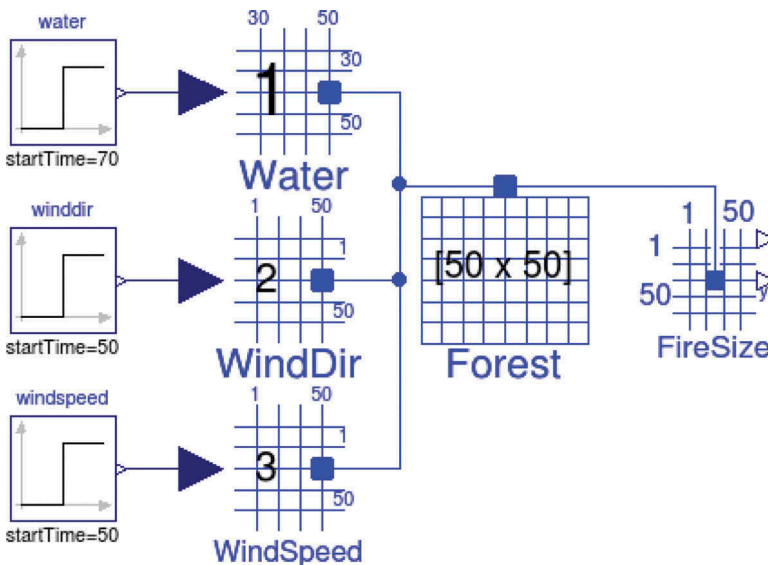 water
startTime=70
30 50
1
30
50
Water
winddir
startTime=50
1 50
2
1
50
WindDir
[50 x 50]
Forest
1 50
1
50
y
FireSize
windspeed
startTime=50
1 50
3
1
50
WindSpeed